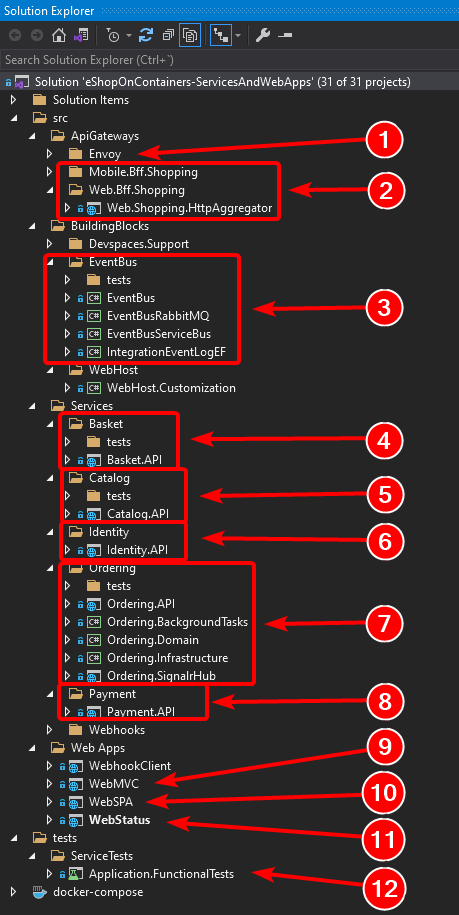 Solution Explorer
Search Solution Explorer (Ctrl+¨)
Solution 'eShopOnContainers-ServicesAndWebApps' (31 of 31 projects)
Solution Items
src
ApiGateways
Envoy
1
Mobile.Bff.Shopping
Web.Bff.Shopping
2
Web.Shopping.HttpAggregator
BuildingBlocks
Devspaces.Support
EventBus
tests
C# EventBus
3
C# EventBusRabbitMQ
C# EventBusServiceBus
C# IntegrationEventLogEF
WebHost
C# WebHost.Customization
Services
Basket
tests
4
Basket.API
Catalog
tests
5
Catalog.API
Identity
6
Identity.API
Ordering
tests
Ordering.API
C# Ordering.BackgroundTasks
7
C# Ordering.Domain
C# Ordering.Infrastructure
Ordering.SignalrHub
Payment
8
Payment.API
Webhooks
Web Apps
9
WebhookClient
WebMVC
10
WebSPA
WebStatus
11
tests
ServiceTests
Application.FunctionalTests
12
docker-compose